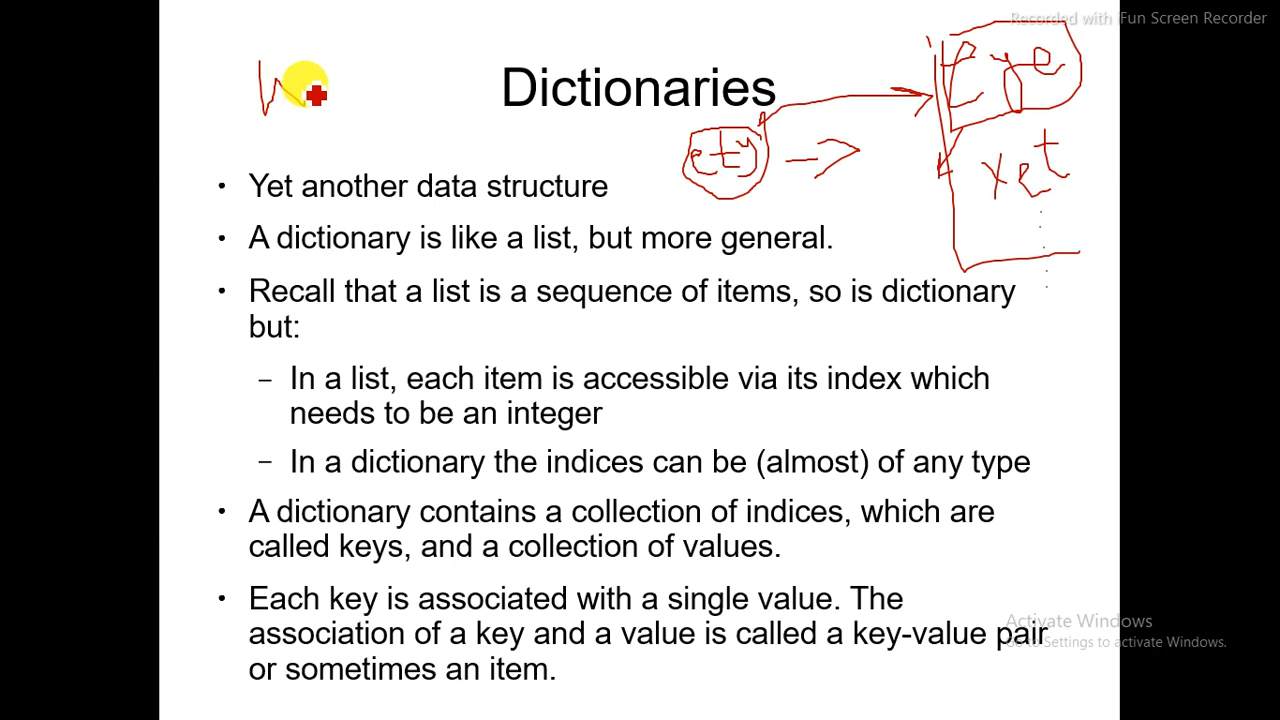 Recorded with iFun Screen Recorder
Dictionaries
Eye
ety
yet
• Yet another data structure
• A dictionary is like a list, but more general.
• Recall that a list is a sequence of items, so is dictionary
but:
– In a list, each item is accessible via its index which
needs to be an integer
– In a dictionary the indices can be (almost) of any type
• A dictionary contains a collection of indices, which are
called keys, and a collection of values.
• Each key is associated with a single value. The
association of a key and a value is called a key-value pair
or sometimes an item.
Activate Windows
Go to Settings to activate Windows.